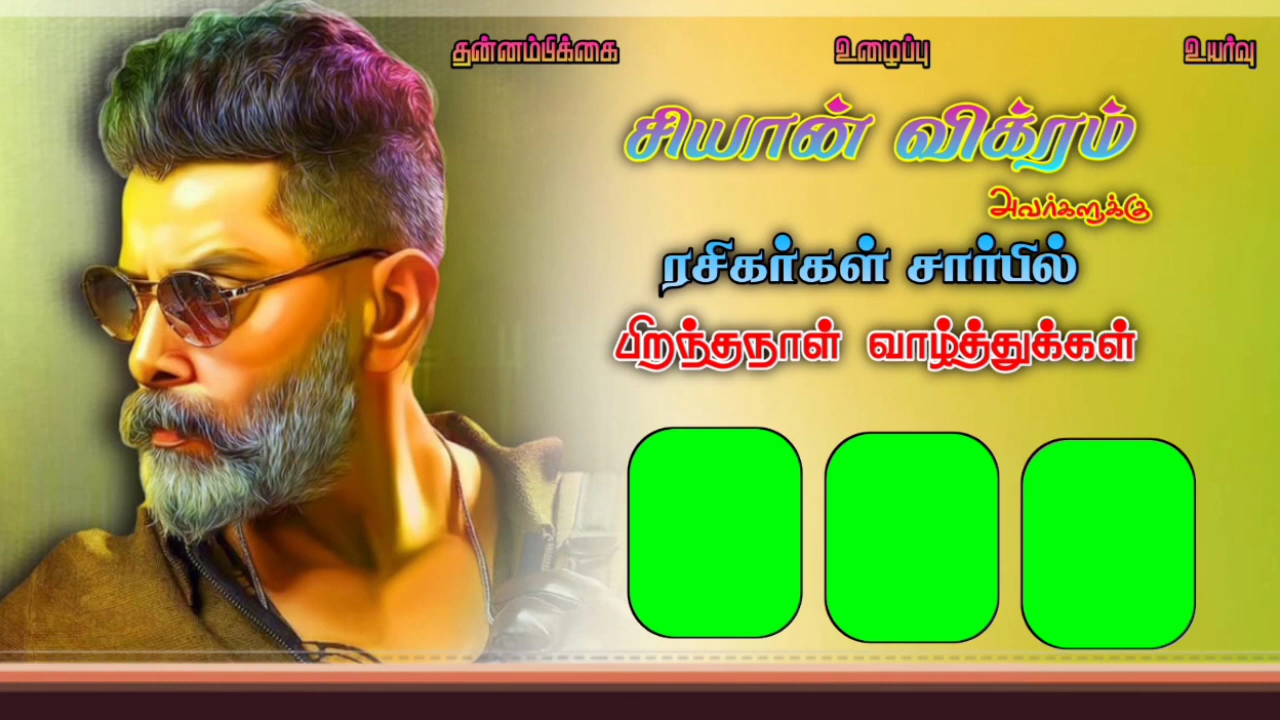 தன்னம்பிக்கை உழைப்பு உயர்வு
சியான் விக்ரம்
அவர்களுக்கு
ரசிகர்கள் சார்பில்
பிறந்தநாள் வாழ்த்துக்கள்